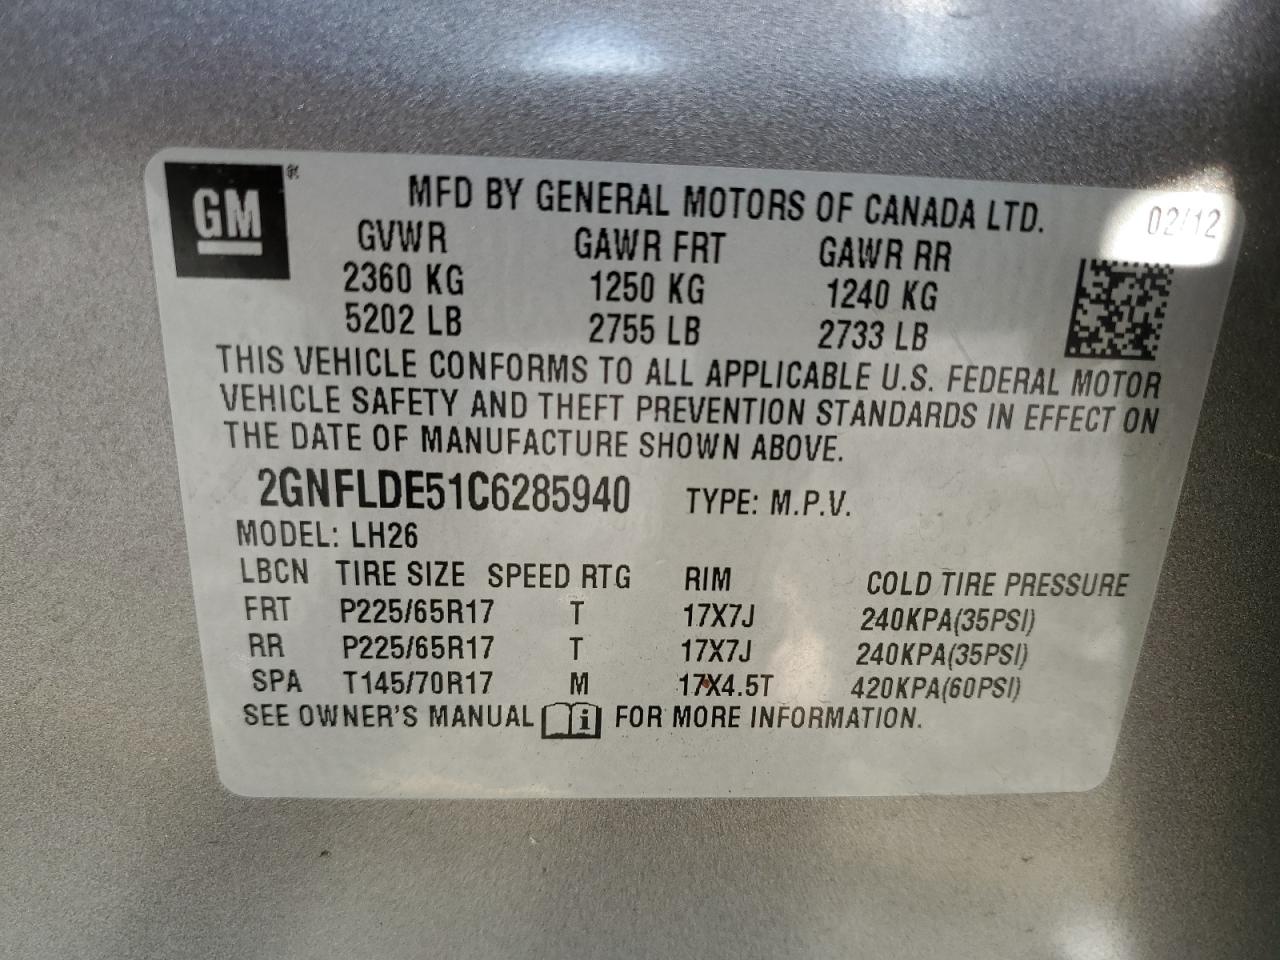 GM
MFD BY GENERAL MOTORS OF CANADA LTD. 02/12
GVWR GAWR FRT GAWR RR
2360 KG 1250 KG 1240 KG
5202 LB 2755 LB 2733 LB
THIS VEHICLE CONFORMS TO ALL APPLICABLE U.S. FEDERAL MOTOR
VEHICLE SAFETY AND THEFT PREVENTION STANDARDS IN EFFECT ON
THE DATE OF MANUFACTURE SHOWN ABOVE.
2GNFLDE51C6285940 TYPE: M.P.V.
MODEL: LH26
LBCN TIRE SIZE SPEED RTG RIM COLD TIRE PRESSURE
FRT P225/65R17 T 17X7J 240KPA(35PSI)
RR P225/65R17 T 17X7J 240KPA(35PSI)
SPA T145/70R17 M 17X4.5T 420KPA(60PSI)
SEE OWNER'S MANUAL i FOR MORE INFORMATION.